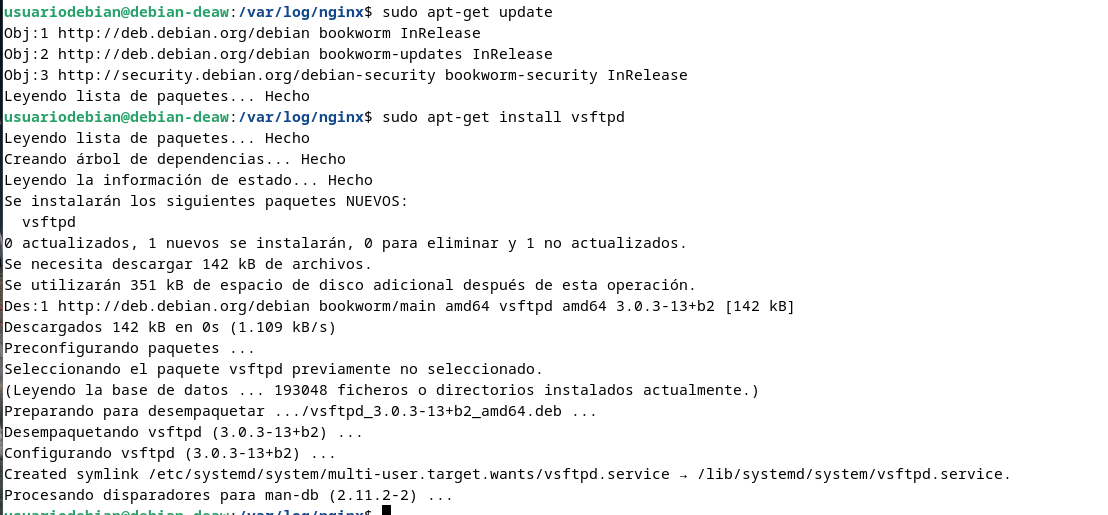 usuariodebian@debian-deaw:/var/log/nginx$ sudo apt-get update
Obj:1 http://deb.debian.org/debian bookworm InRelease
Obj:2 http://deb.debian.org/debian bookworm-updates InRelease
Obj:3 http://security.debian.org/debian-security bookworm-security InRelease
Leyendo lista de paquetes... Hecho
usuariodebian@debian-deaw:/var/log/nginx$ sudo apt-get install vsftpd
Leyendo lista de paquetes... Hecho
Creando árbol de dependencias... Hecho
Leyendo la información de estado... Hecho
Se instalarán los siguientes paquetes NUEVOS:
  vsftpd
0 actualizados, 1 nuevos se instalarán, 0 para eliminar y 1 no actualizados.
Se necesita descargar 142 kB de archivos.
Se utilizarán 351 kB de espacio de disco adicional después de esta operación.
Des:1 http://deb.debian.org/debian bookworm/main amd64 vsftpd amd64 3.0.3-13+b2 [142 kB]
Descargados 142 kB en 0s (1.109 kB/s)
Preconfigurando paquetes ...
Seleccionando el paquete vsftpd previamente no seleccionado.
(Leyendo la base de datos ... 193048 ficheros o directorios instalados actualmente.)
Preparando para desempaquetar .../vsftpd_3.0.3-13+b2_amd64.deb ...
Desempaquetando vsftpd (3.0.3-13+b2) ...
Configurando vsftpd (3.0.3-13+b2) ...
Created symlink /etc/systemd/system/multi-user.target.wants/vsftpd.service → /lib/systemd/system/vsftpd.service.
Procesando disparadores para man-db (2.11.2-2) ...
usuariodebian@debian-deaw:/var/log/nginx$